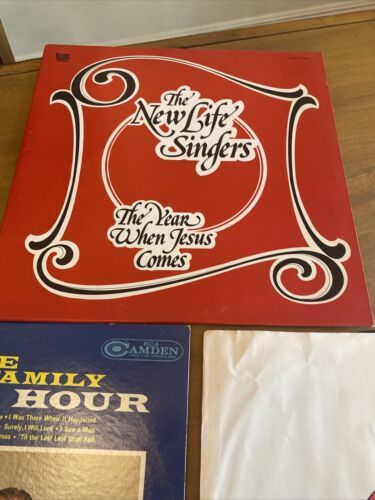 The
New Life
Singers
The Year
When Jesus
Comes
RCA
CAMDEN
E
FAMILY
HOUR
• I Was There When It Happened
Surely, I Will, Lord • I Saw a Man
• 'Til the Last Leaf Shall Fall